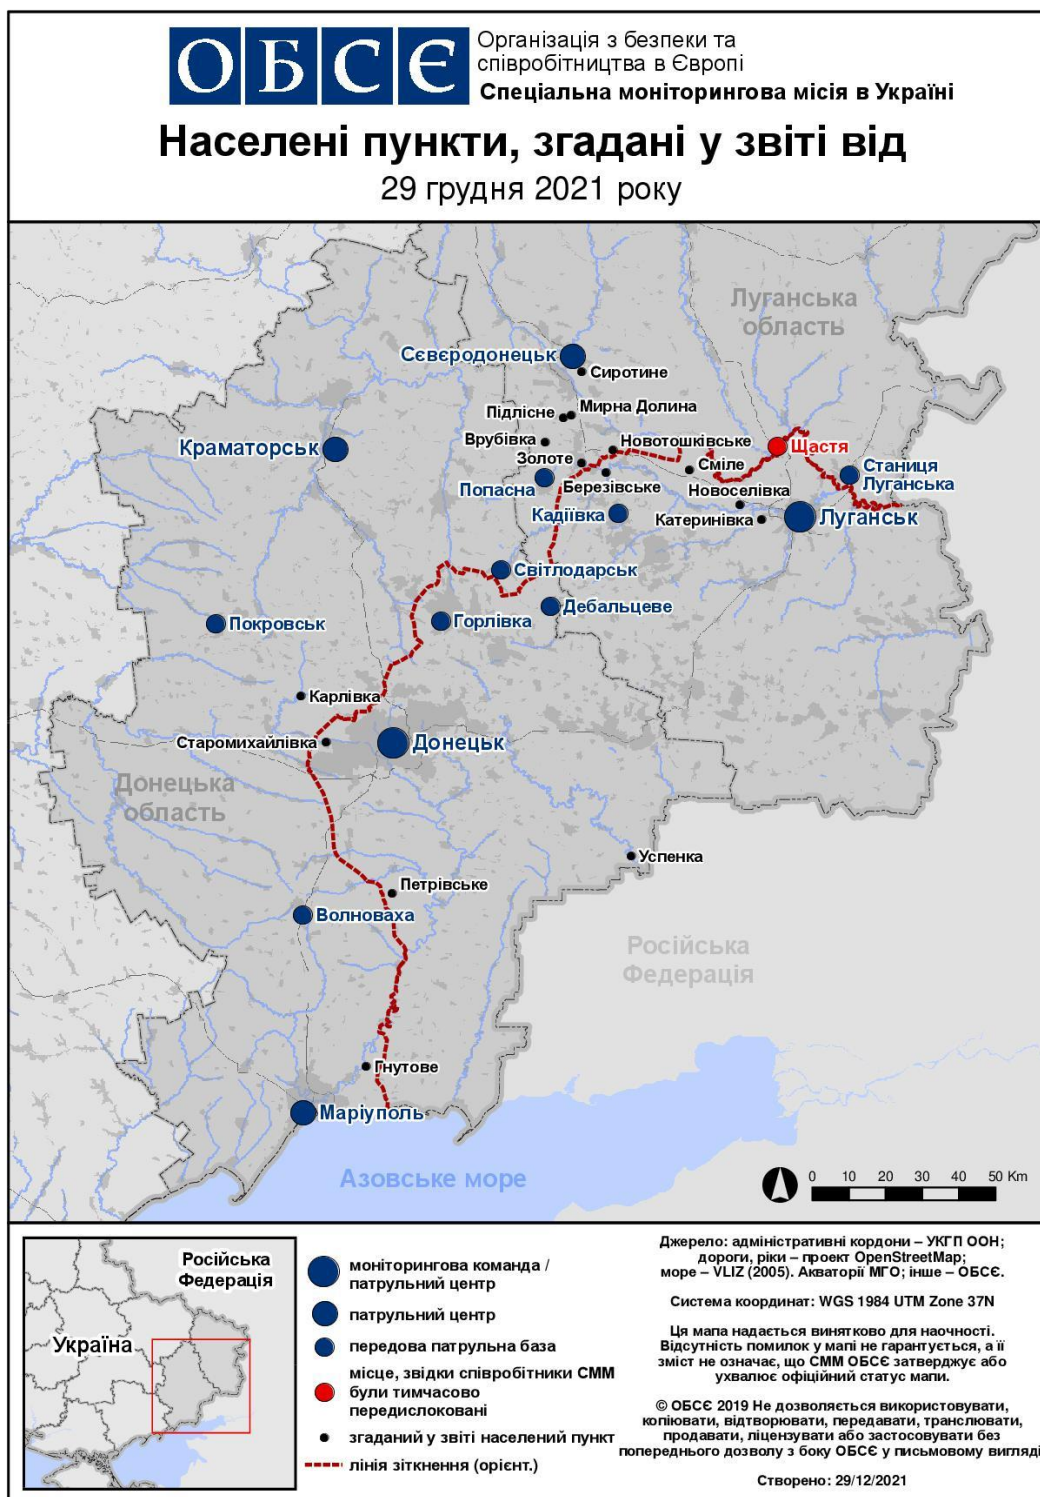 ОБСЄ
Організація з безпеки та
співробітництва в Європі
Спеціальна моніторингова місія в Україні
Населені пункти, згадані у звіті від
29 грудня 2021 року
Луганська
область
Сєвєродонецьк
Сиротине
Підлісне
Мирна Долина
Врубівка
Новотошківське
Щастя
Краматорськ
Золоте
Сміле
Станиця
Луганська
Попасна
Березівське
Новоселівка
Кадіївка
Катеринівка
Луганськ
Світлодарськ
Дебальцеве
Покровськ
Горлівка
Карлівка
Старомихайлівка
Донецьк
Донецька
область
Успенка
Петрівське
Волноваха
Російська
Федерація
Гнутове
Маріуполь
Азовське море
0 10 20 30 40 50 Km
Російська
Федерація
Україна
моніторингова команда /
патрульний центр
патрульний центр
передова патрульна база
місце, звідки співробітники СММ
були тимчасово
передислоковані
згаданий у звіті населений пункт
лінія зіткнення (орієнт.)
Джерело: адміністративні кордони – УКГП ООН;
дороги, ріки – проект OpenStreetMap;
море – VLIZ (2005). Акваторії МГО; інше – ОБСЄ.
Система координат: WGS 1984 UTM Zone 37N
Ця мапа надається винятково для наочності.
Відсутність помилок у мапі не гарантується, а її
зміст не означає, що СММ ОБСЄ затверджує або
ухвалює офіційний статус мапи.
© ОБСЄ 2019 Не дозволяється використовувати,
копіювати, відтворювати, передавати, транслювати,
продавати, ліцензувати або застосовувати без
попереднього дозволу з боку ОБСЄ у письмовому вигляді
Створено: 29/12/2021